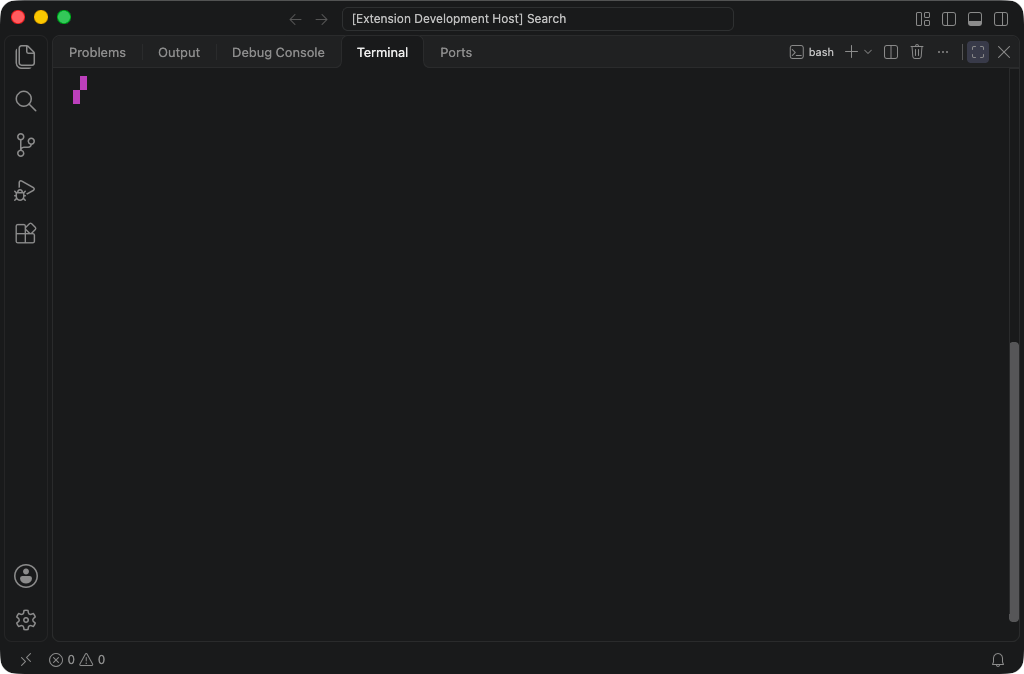 [Extension Development Host] Search
Problems
Output
Debug Console
Terminal
Ports
bash
0
0